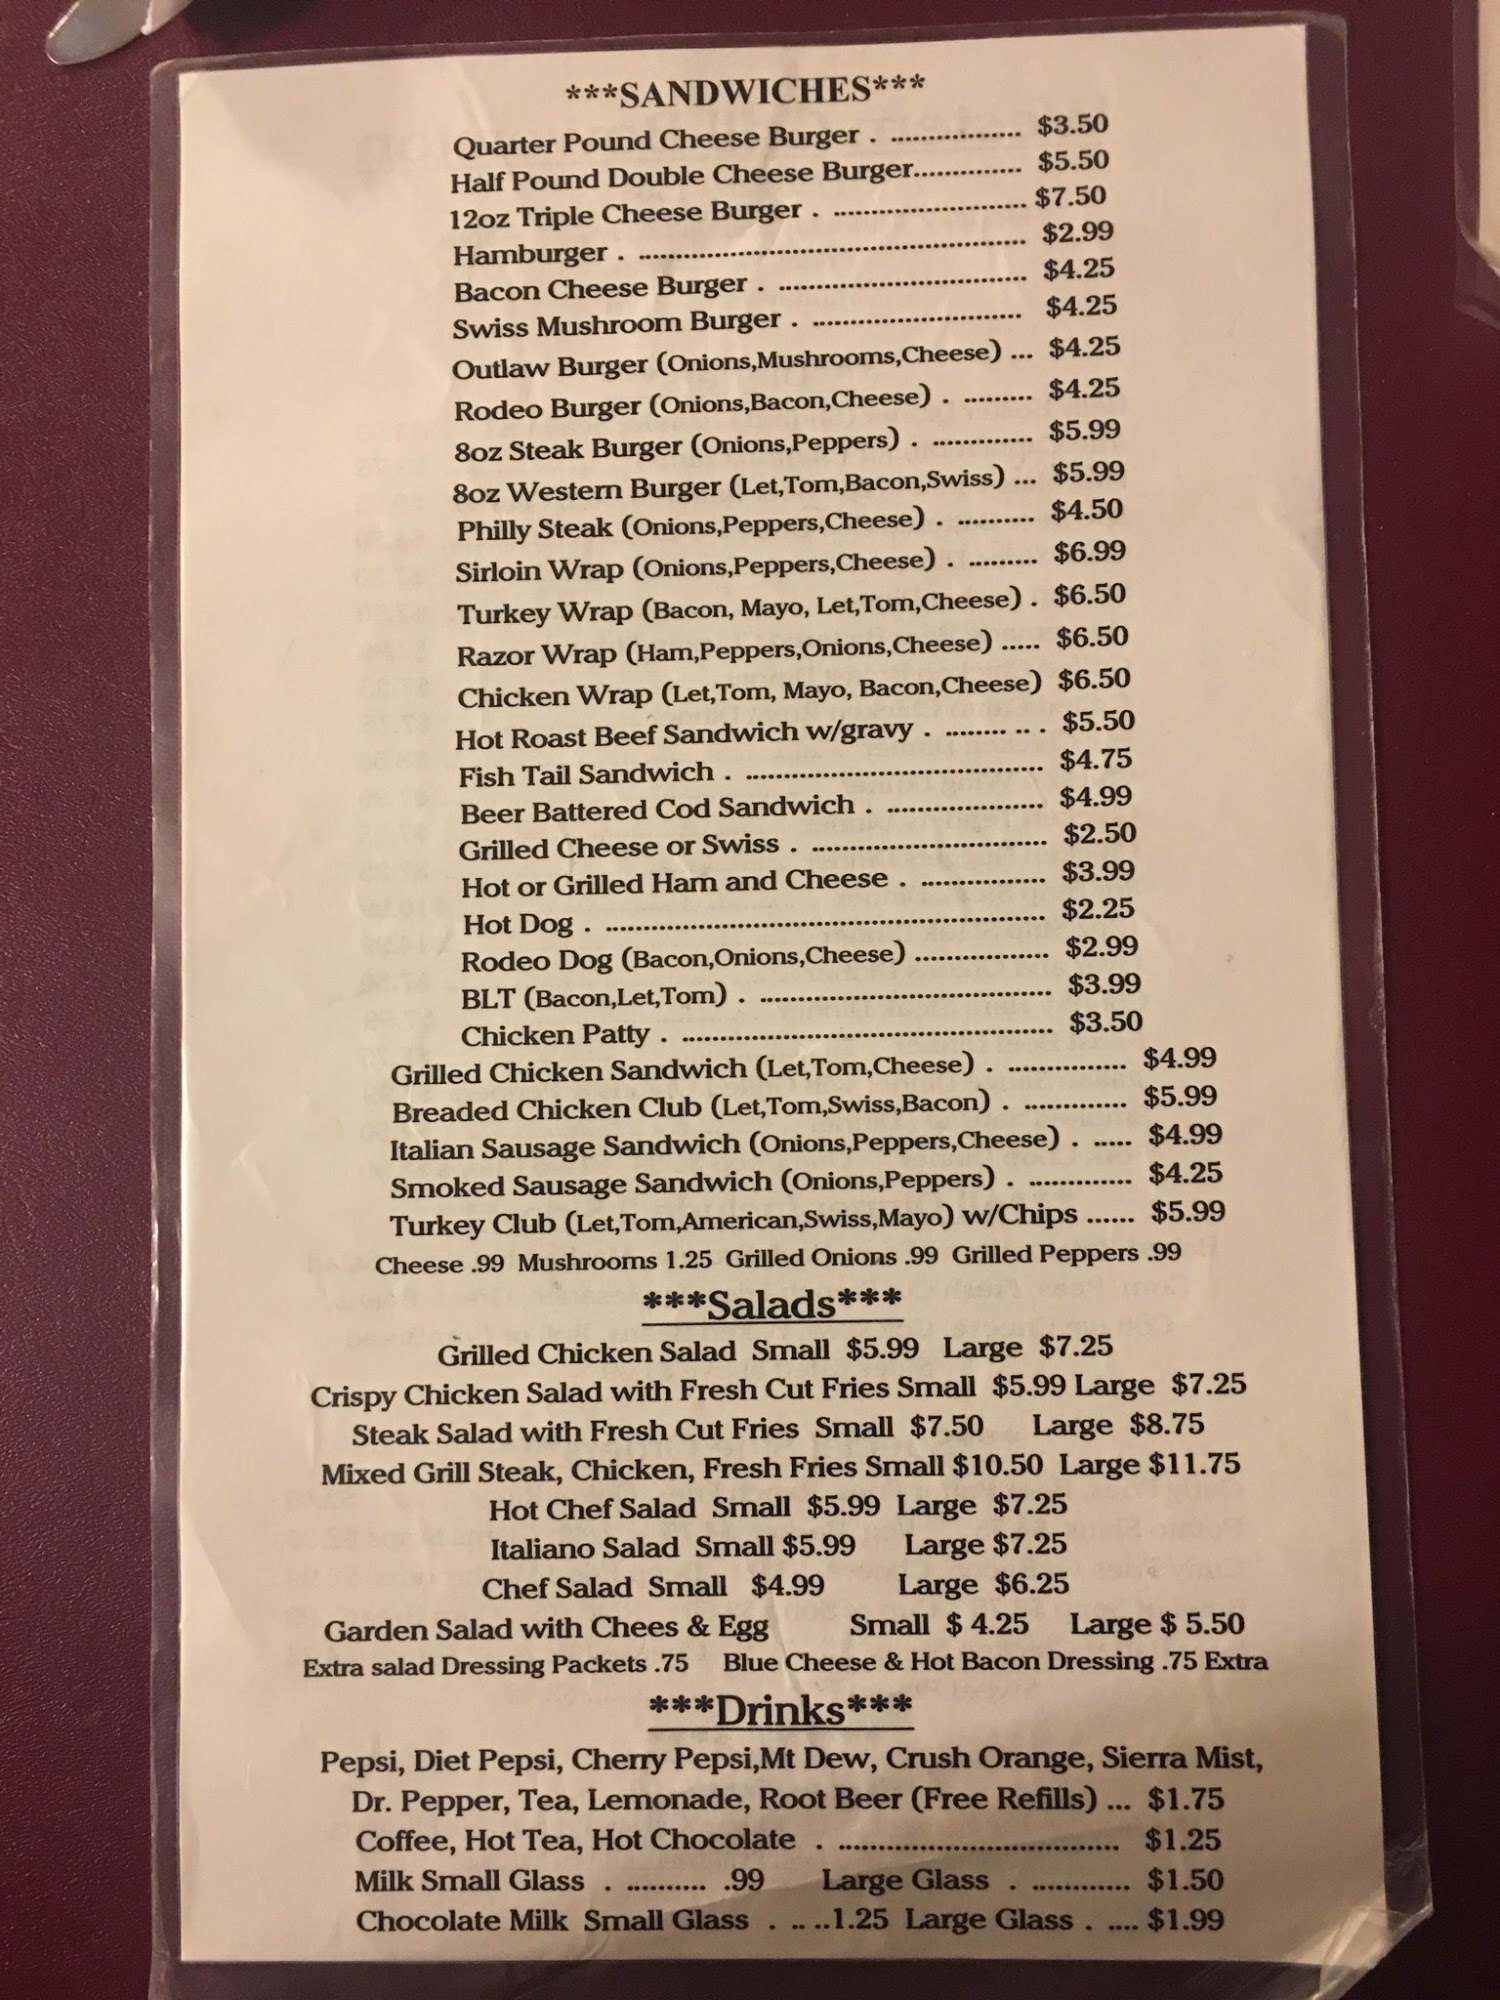 ***SANDWICHES***
Quarter Pound Cheese Burger . ................. $3.50
Half Pound Double Cheese Burger.............. $5.50
12oz Triple Cheese Burger . ......................... $7.50
Hamburger . .................................................. $2.99
Bacon Cheese Burger . ................................ $4.25
Swiss Mushroom Burger . ........................... $4.25
Outlaw Burger (Onions,Mushrooms,Cheese) ... $4.25
Rodeo Burger (Onions,Bacon,Cheese) . ......... $4.25
8oz Steak Burger (Onions,Peppers) . ............. $5.99
8oz Western Burger (Let,Tom,Bacon,Swiss) ... $5.99
Philly Steak (Onions,Peppers,Cheese) . .......... $4.50
Sirloin Wrap (Onions,Peppers,Cheese) . ......... $6.99
Turkey Wrap (Bacon, Mayo, Let,Tom,Cheese) . $6.50
Razor Wrap (Ham,Peppers,Onions,Cheese) ..... $6.50
Chicken Wrap (Let,Tom, Mayo, Bacon,Cheese) $6.50
Hot Roast Beef Sandwich w/gravy . ........ .. . $5.50
Fish Tail Sandwich . ....................................... $4.75
Beer Battered Cod Sandwich . .................... $4.99
Grilled Cheese or Swiss . .............................. $2.50
Hot or Grilled Ham and Cheese . ................ $3.99
Hot Dog . ......................................................... $2.25
Rodeo Dog (Bacon,Onions,Cheese) ................. $2.99
BLT (Bacon,Let,Tom) . ..................................... $3.99
Chicken Patty . ................................................ $3.50
Grilled Chicken Sandwich (Let,Tom,Cheese) . ............... $4.99
Breaded Chicken Club (Let,Tom,Swiss,Bacon) . ............. $5.99
Italian Sausage Sandwich (Onions,Peppers,Cheese) . ..... $4.99
Smoked Sausage Sandwich (Onions,Peppers) . ............. $4.25
Turkey Club (Let,Tom,American,Swiss,Mayo) w/Chips ...... $5.99
Cheese .99 Mushrooms 1.25 Grilled Onions .99 Grilled Peppers .99
***Salads***
Grilled Chicken Salad Small $5.99 Large $7.25
Crispy Chicken Salad with Fresh Cut Fries Small $5.99 Large $7.25
Steak Salad with Fresh Cut Fries Small $7.50 Large $8.75
Mixed Grill Steak, Chicken, Fresh Fries Small $10.50 Large $11.75
Hot Chef Salad Small $5.99 Large $7.25
Italiano Salad Small $5.99 Large $7.25
Chef Salad Small $4.99 Large $6.25
Garden Salad with Chees & Egg Small $ 4.25 Large $ 5.50
Extra salad Dressing Packets .75 Blue Cheese & Hot Bacon Dressing .75 Extra
***Drinks***
Pepsi, Diet Pepsi, Cherry Pepsi,Mt Dew, Crush Orange, Sierra Mist,
Dr. Pepper, Tea, Lemonade, Root Beer (Free Refills) ... $1.75
Coffee, Hot Tea, Hot Chocolate . .................................... $1.25
Milk Small Glass . .......... .99 Large Glass . ............. $1.50
Chocolate Milk Small Glass . .. ..1.25 Large Glass . .... $1.99